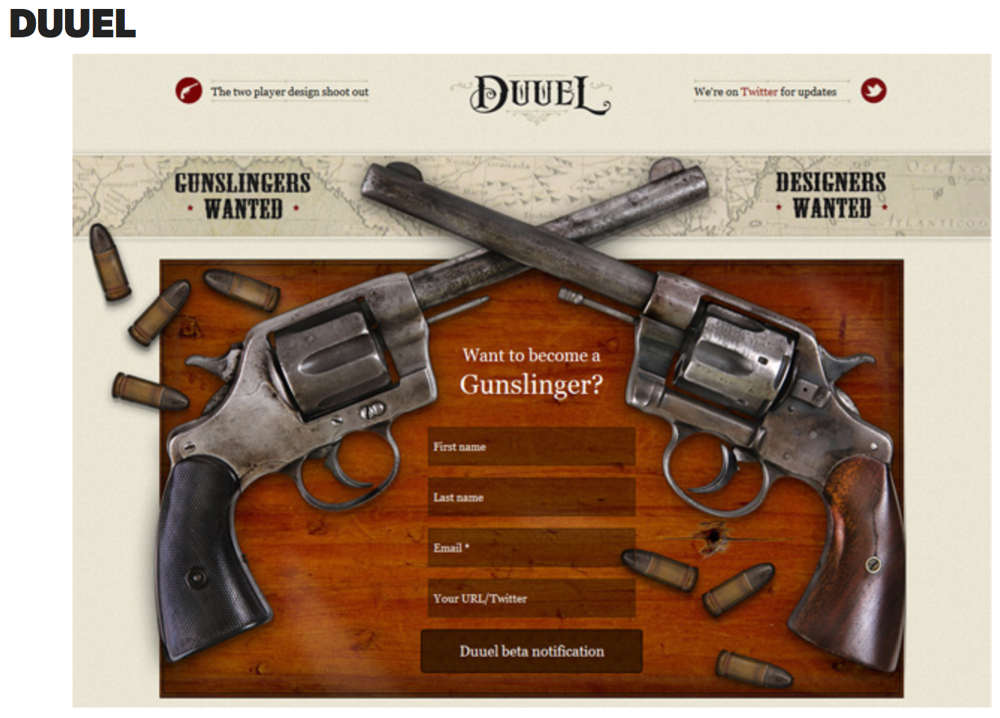 DUUEL
The two player design shoot out
DUUEL
We're on Twitter for updates
GUNSLINGERS
WANTED
DESIGNERS
WANTED
Granada
Want to become a
Gunslinger?
First name
Last name
Email *
Your URL/Twitter
Duuel beta notification